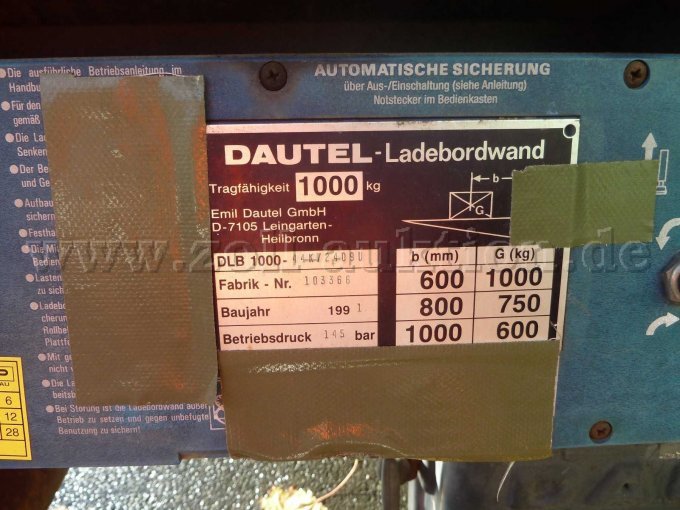 Die ausführliche Betriebsanleitung im
Handbu
Für den
gemäß
Die La
Senken
Der Be
und Ge
Aufbau
sichern
Festha
Die Mi
Lasten
zu sich
Ladebo
cherung
Rollbe
Plattfo
Mit ge
nicht v
Die La
beitsb
Bei Störung ist die Ladebordwand außer
Betrieb zu setzen und gegen unbefugte
Benutzung zu sichern!
AUTOMATISCHE SICHERUNG
über Aus-/Einschaltung (siehe Anleitung)
Notstecker im Bedienkasten
DAUTEL-Ladebordwand
Tragfähigkeit 1000 kg
Emil Dautel GmbH
D-7105 Leingarten-
Heilbronn
DLB 1000-
Fabrik - Nr. 103366
Baujahr 1991
Betriebsdruck 145 bar
b
G
b (mm) G (kg)
600 1000
800 750
1000 600
6
12
28
www.zoll-auktion.de